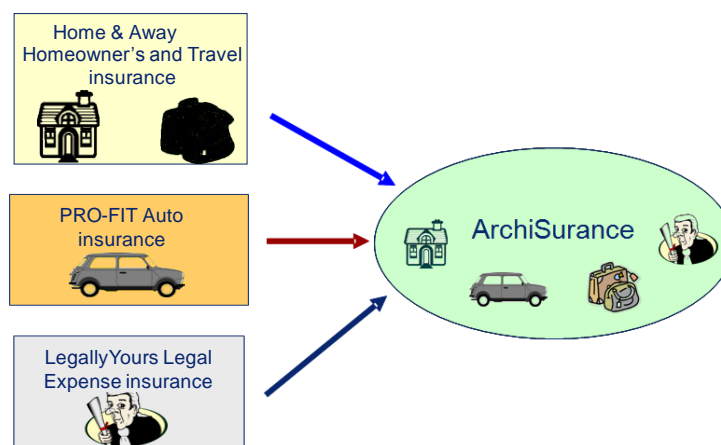 Home & Away
Homeowner's and Travel
insurance
PRO-FIT Auto
insurance
LegallyYours Legal
Expense insurance
ArchiSurance